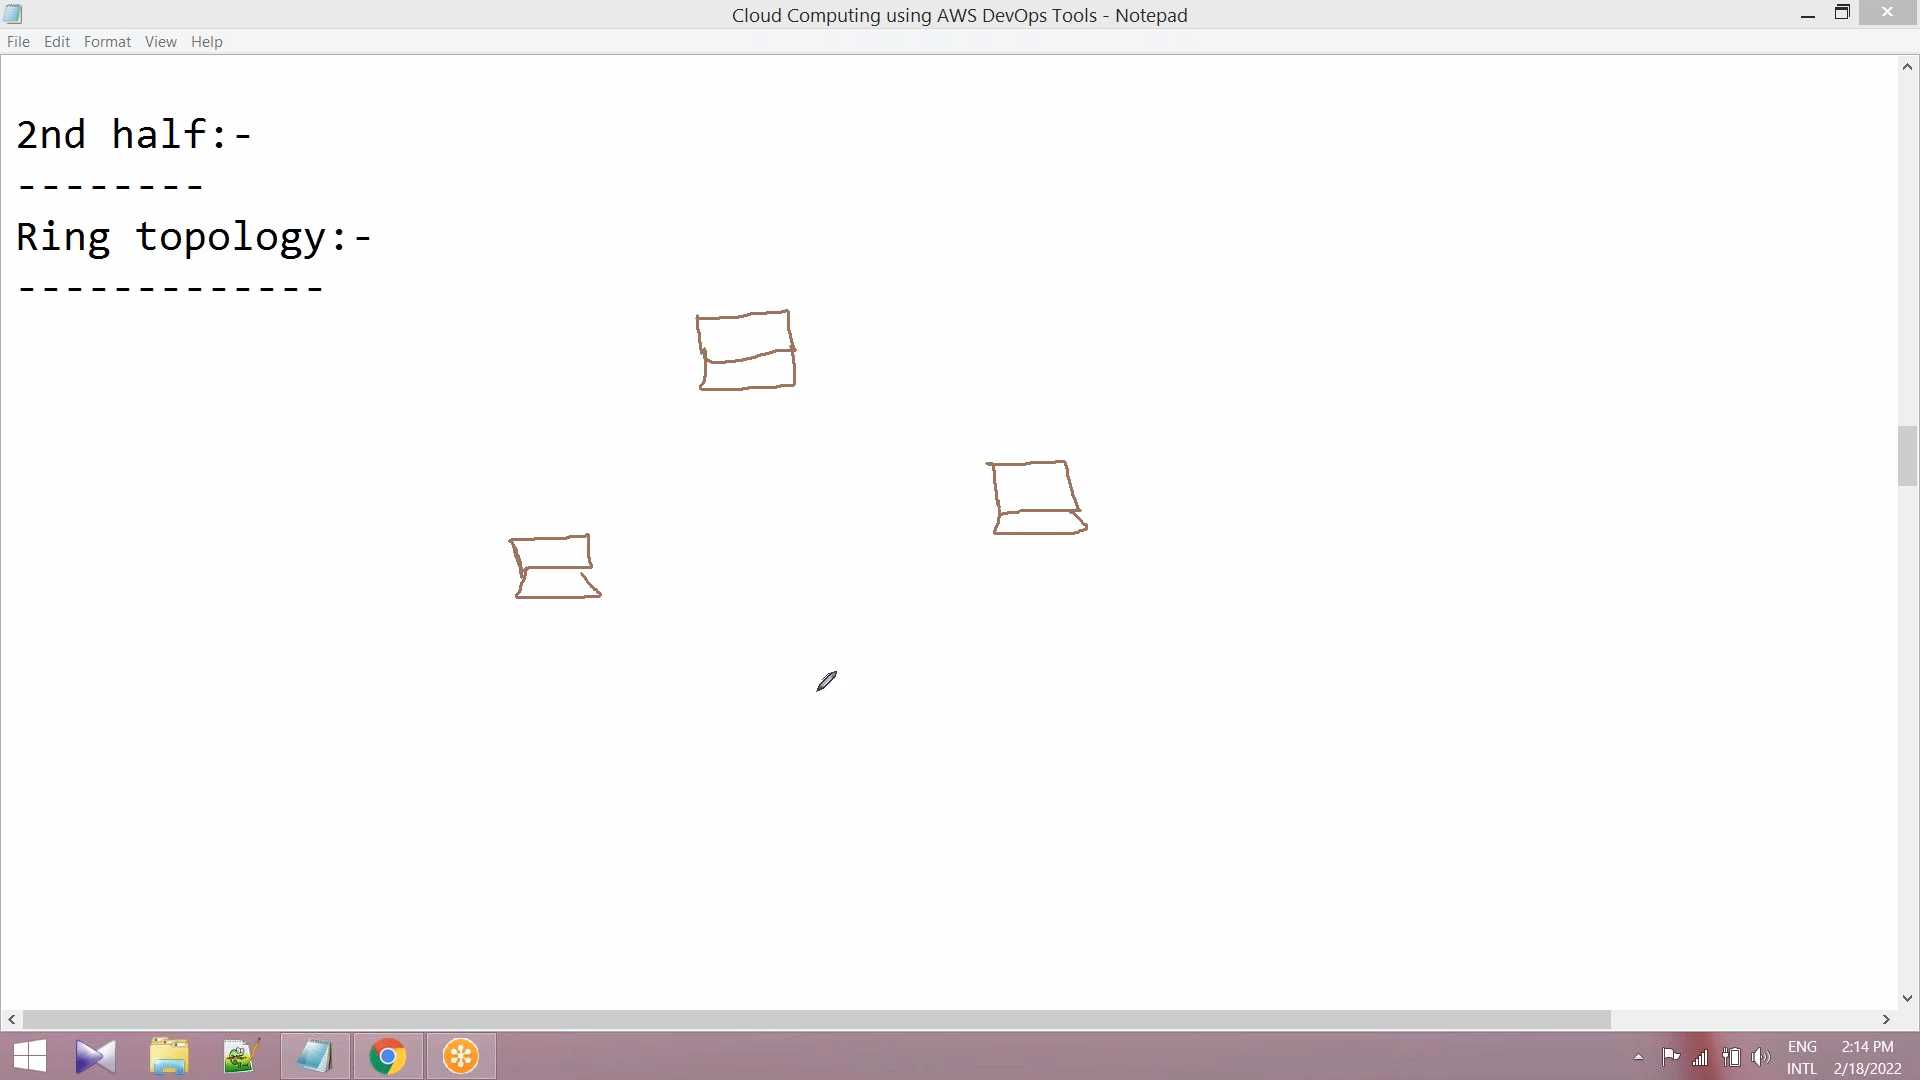 Cloud Computing using AWS DevOps Tools - Notepad
File Edit Format View Help
2nd half:-
--------
Ring topology:-
-------------
ENG 2:14 PM
INTL 2/18/2022